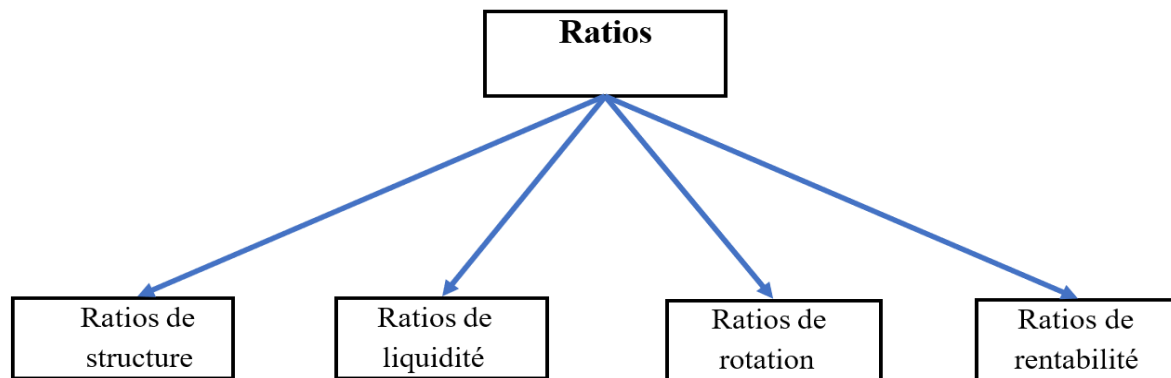 Ratios
Ratios de
structure
Ratios de
liquidité
Ratios de
rotation
Ratios de
rentabilité